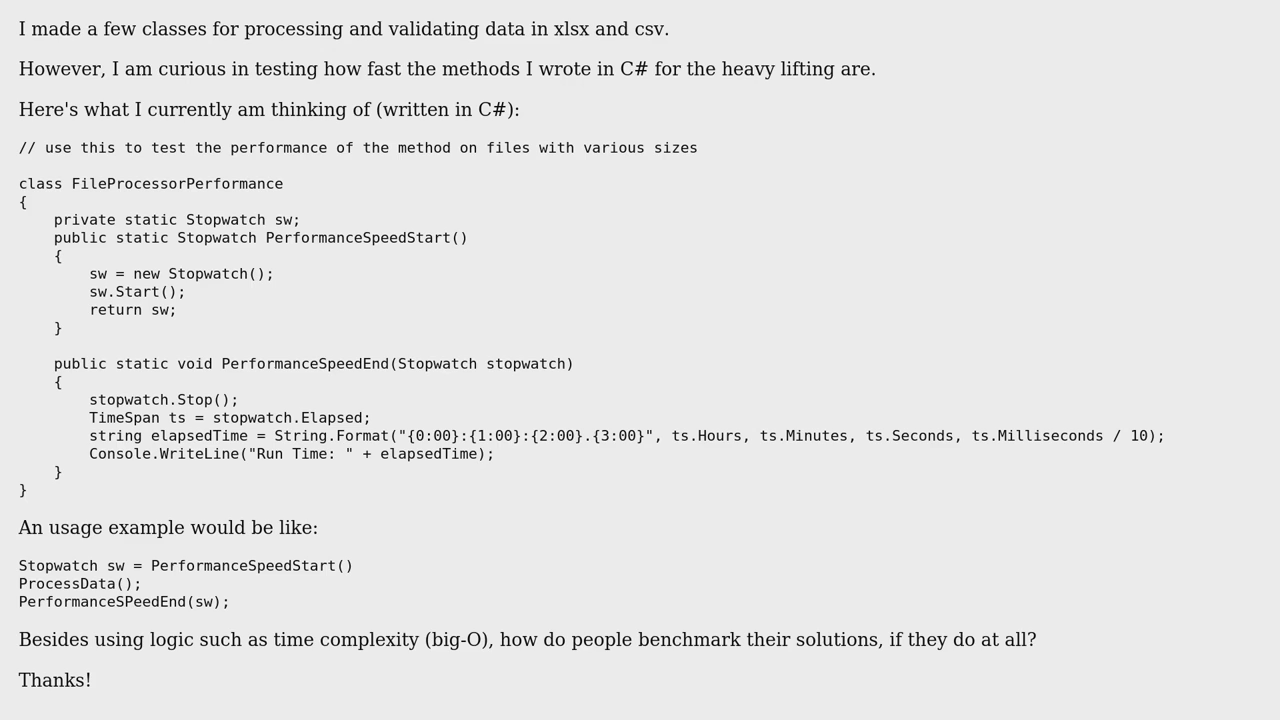 I made a few classes for processing and validating data in xlsx and csv.
However, I am curious in testing how fast the methods I wrote in C# for the heavy lifting are.
Here's what I currently am thinking of (written in C#):
// use this to test the performance of the method on files with various sizes
class FileProcessorPerformance
{
    private static Stopwatch sw;
    public static Stopwatch PerformanceSpeedStart()
    {
        sw = new Stopwatch();
        sw.Start();
        return sw;
    }
    public static void PerformanceSpeedEnd(Stopwatch stopwatch)
    {
        stopwatch.Stop();
        TimeSpan ts = stopwatch.Elapsed;
        string elapsedTime = String.Format("{0:00}:{1:00}:{2:00}.{3:00}", ts.Hours, ts.Minutes, ts.Seconds, ts.Milliseconds / 10);
        Console.WriteLine("Run Time: " + elapsedTime);
    }
}
An usage example would be like:
Stopwatch sw = PerformanceSpeedStart()
ProcessData();
PerformanceSPeedEnd(sw);
Besides using logic such as time complexity (big-O), how do people benchmark their solutions, if they do at all?
Thanks!